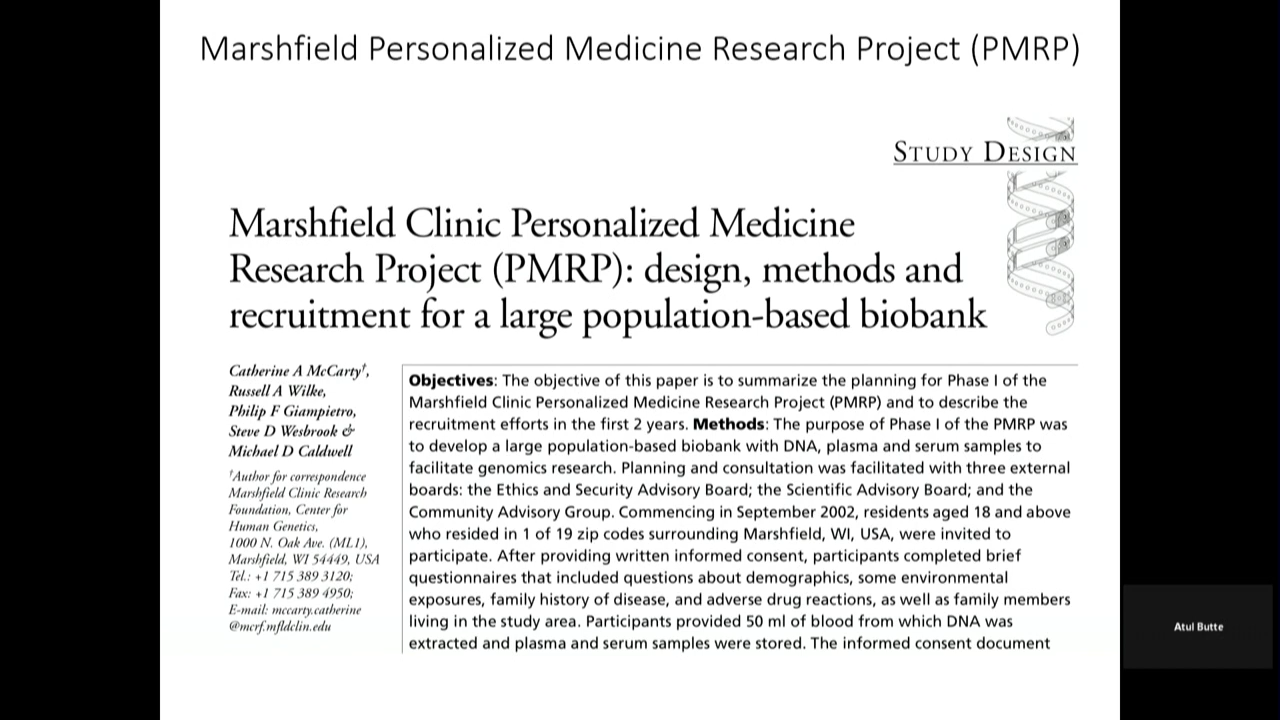 Marshfield Personalized Medicine Research Project (PMRP)
STUDY DESIGN
Marshfield Clinic Personalized Medicine
Research Project (PMRP): design, methods and
recruitment for a large population-based biobank
Catherine A McCarty†,
Russell A Wilke,
Philip F Giampietro,
Steve D Wesbrook &
Michael D Caldwell
†Author for correspondence
Marshfield Clinic Research
Foundation, Center for
Human Genetics,
1000 N. Oak Ave. (ML1),
Marshfield, WI 54449, USA
Tel.: +1 715 389 3120;
Fax: +1 715 389 4950;
E-mail: mccarty.catherine
@mcrf.mfldclin.edu
Objectives: The objective of this paper is to summarize the planning for Phase I of the
Marshfield Clinic Personalized Medicine Research Project (PMRP) and to describe the
recruitment efforts in the first 2 years. Methods: The purpose of Phase I of the PMRP was
to develop a large population-based biobank with DNA, plasma and serum samples to
facilitate genomics research. Planning and consultation was facilitated with three external
boards: the Ethics and Security Advisory Board; the Scientific Advisory Board; and the
Community Advisory Group. Commencing in September 2002, residents aged 18 and above
who resided in 1 of 19 zip codes surrounding Marshfield, WI, USA, were invited to
participate. After providing written informed consent, participants completed brief
questionnaires that included questions about demographics, some environmental
exposures, family history of disease, and adverse drug reactions, as well as family members
living in the study area. Participants provided 50 ml of blood from which DNA was
extracted and plasma and serum samples were stored. The informed consent document
Atul Butte